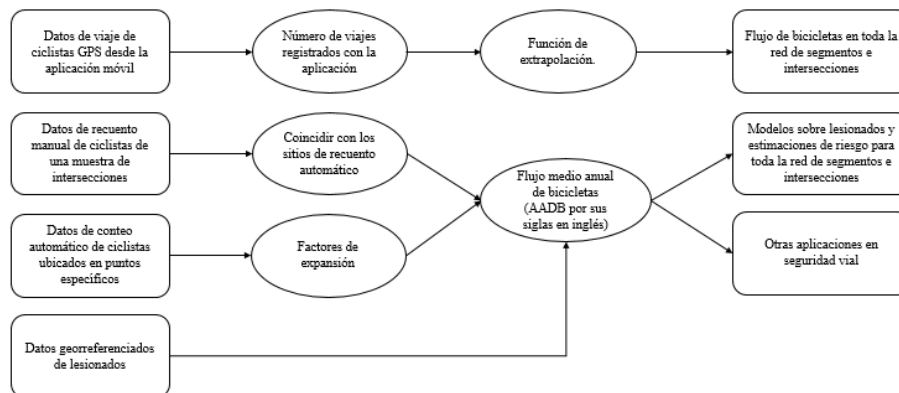 Datos de viaje de
ciclistas GPS desde la
aplicación móvil
Número de viajes
registrados con la
aplicación
Función de
extrapolación.
Flujo de bicicletas en toda la
red de segmentos e
intersecciones
Datos de recuento
manual de ciclistas de
una muestra de
intersecciones
Coincidir con los
sitios de recuento
automático
Flujo medio anual
de bicicletas
(AADB por sus
siglas en inglés)
Modelos sobre lesionados y
estimaciones de riesgo para
toda la red de segmentos e
intersecciones
Datos de conteo
automático de ciclistas
ubicados en puntos
específicos
Factores de
expansión
Otras aplicaciones en
seguridad vial
Datos georreferenciados
de lesionados